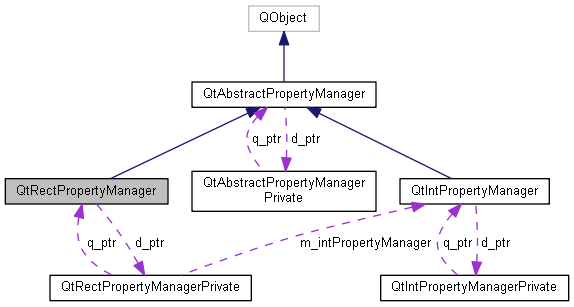 QObject
QtAbstractPropertyManager
q_ptr
d_ptr
QtRectPropertyManager
QtAbstractPropertyManager
Private
QtIntPropertyManager
q_ptr
d_ptr
m_intPropertyManager
q_ptr
d_ptr
QtRectPropertyManagerPrivate
QtIntPropertyManagerPrivate